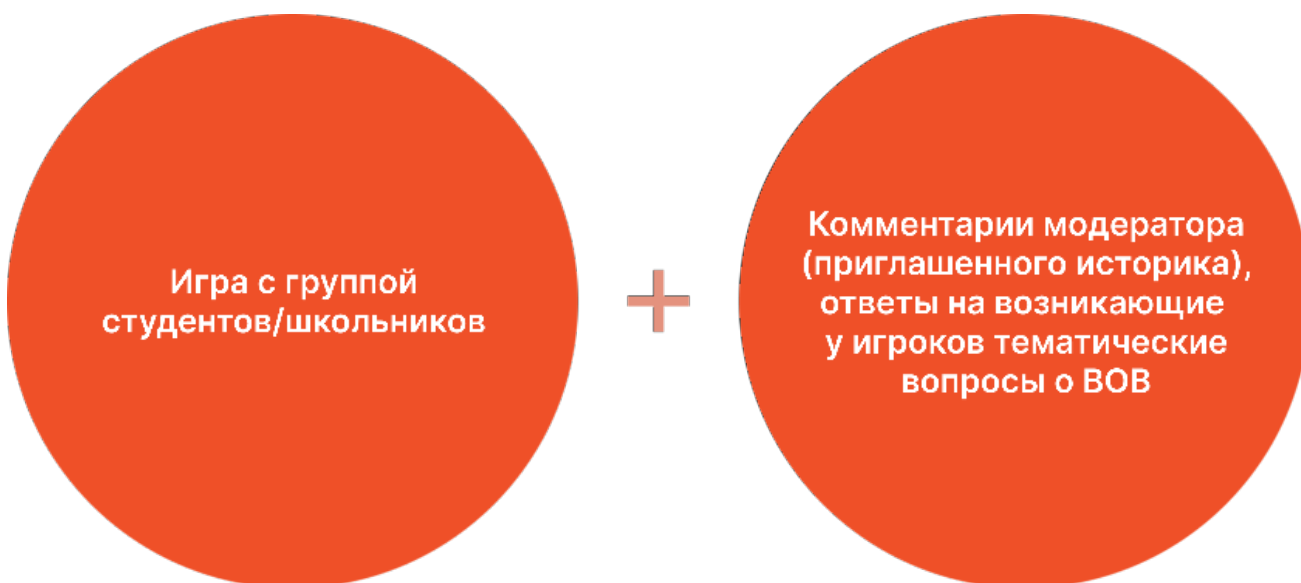 Игра с группой
студентов/школьников
+
Комментарии модератора
(приглашенного историка),
ответы на возникающие
у игроков тематические
вопросы о ВОВ